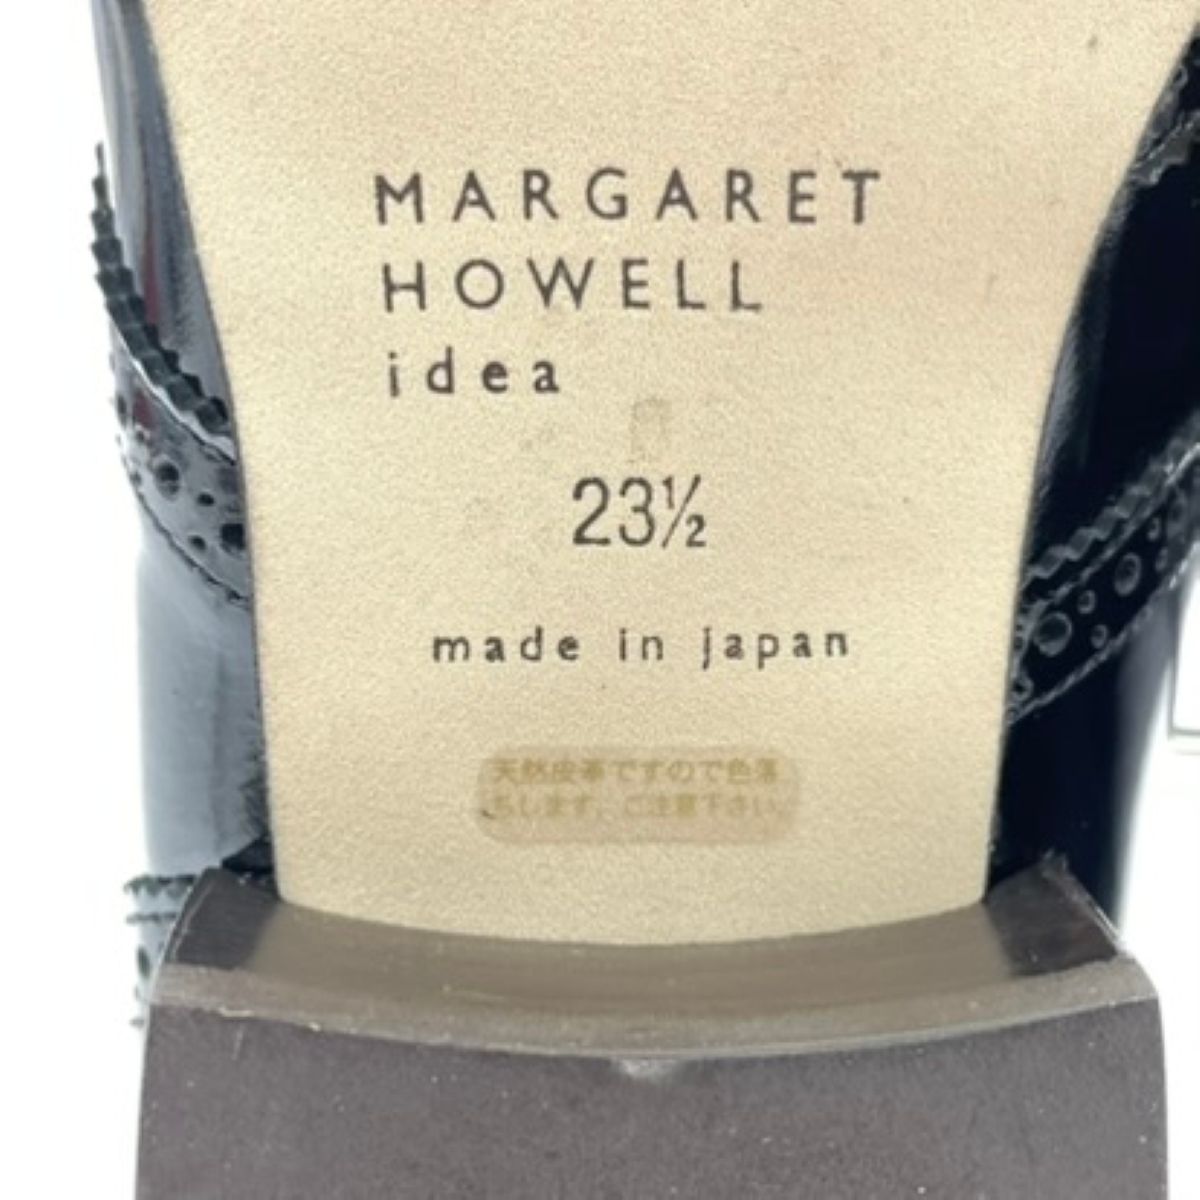 MARGARET
HOWELL
idea
23½
made in japan
天然皮革ですので色落
ちします。ご注意下さい。